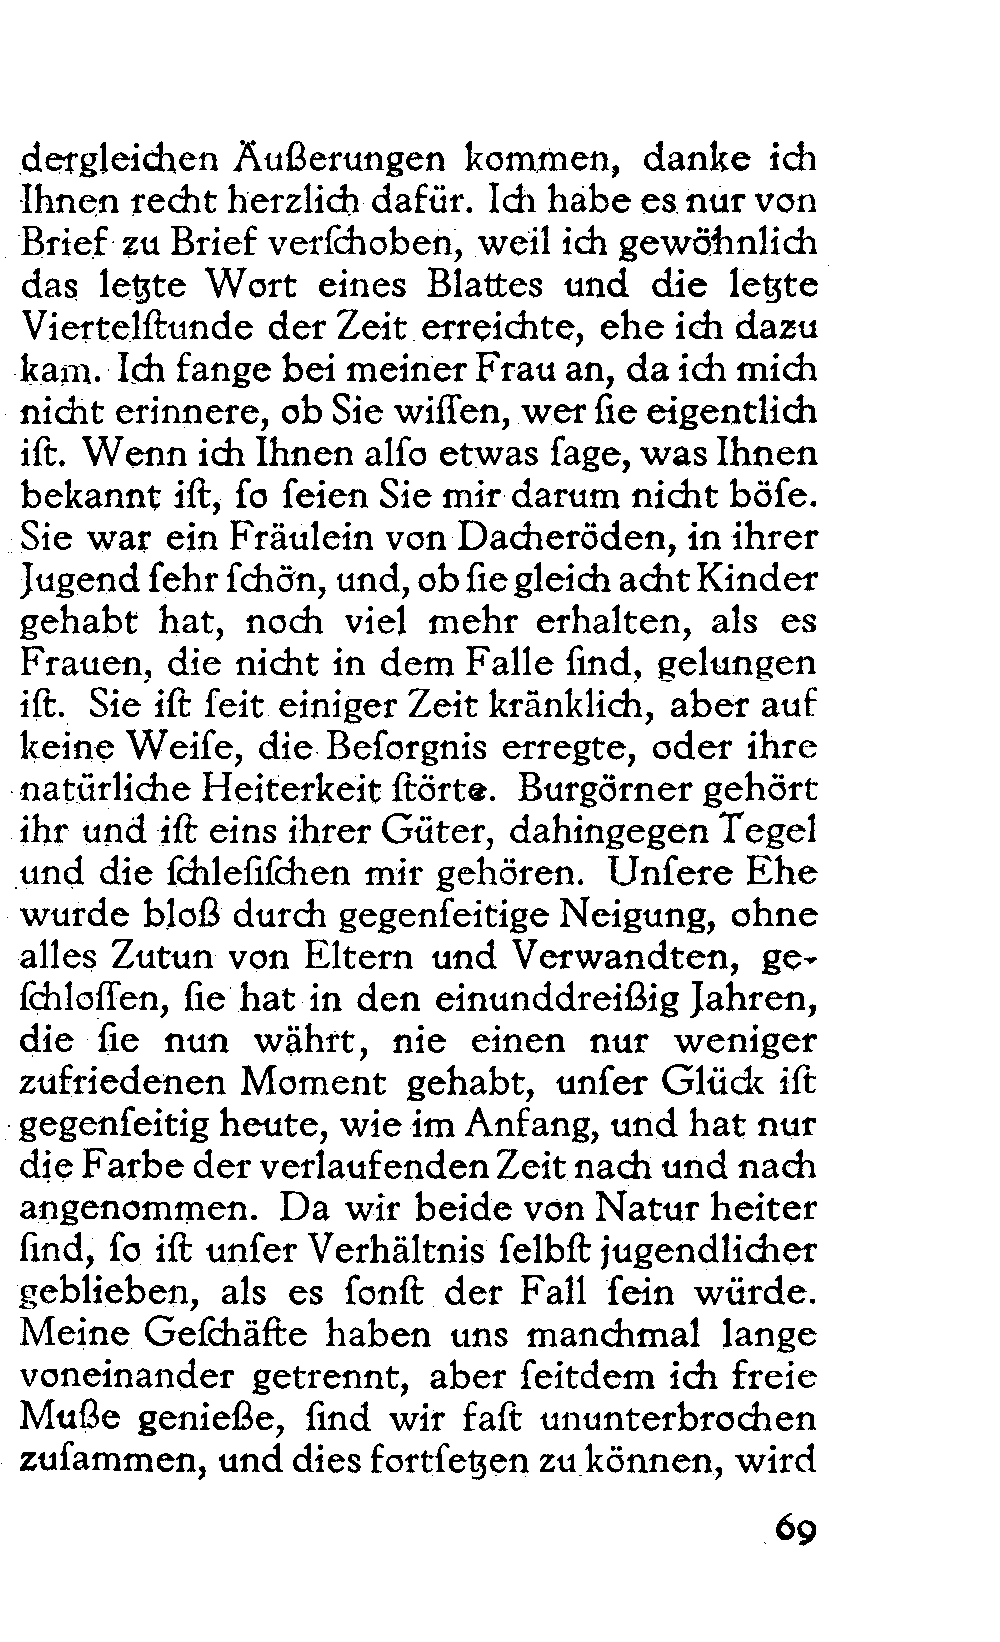 dergleichen Äußerungen kommen, danke ich
Ihnen recht herzlich dafür. Ich habe es nur von
Brief zu Brief verſchoben, weil ich gewöhnlich
das letzte Wort eines Blattes und die letzte
Viertelſtunde der Zeit erreichte, ehe ich dazu
kam. Ich fange bei meiner Frau an, da ich mich
nicht erinnere, ob Sie wiſſen, wer ſie eigentlich
iſt. Wenn ich Ihnen alſo etwas ſage, was Ihnen
bekannt iſt, ſo ſeien Sie mir darum nicht böſe.
Sie war ein Fräulein von Dacheröden, in ihrer
Jugend ſehr ſchön, und, ob ſie gleich acht Kinder
gehabt hat, noch viel mehr erhalten, als es
Frauen, die nicht in dem Falle ſind, gelungen
iſt. Sie iſt ſeit einiger Zeit kränklich, aber auf
keine Weiſe, die Beſorgnis erregte, oder ihre
natürliche Heiterkeit ſtörte. Burgörner gehört
ihr und iſt eins ihrer Güter, dahingegen Tegel
und die ſchleſiſchen mir gehören. Unſere Ehe
wurde bloß durch gegenſeitige Neigung, ohne
alles Zutun von Eltern und Verwandten, ge-
ſchloſſen, ſie hat in den einunddreißig Jahren,
die ſie nun währt, nie einen nur weniger
zufriedenen Moment gehabt, unſer Glück iſt
gegenſeitig heute, wie im Anfang, und hat nur
die Farbe der verlaufenden Zeit nach und nach
angenommen. Da wir beide von Natur heiter
ſind, ſo iſt unſer Verhältnis ſelbſt jugendlicher
geblieben, als es ſonſt der Fall ſein würde.
Meine Geſchäfte haben uns manchmal lange
voneinander getrennt, aber ſeitdem ich freie
Muße genieße, ſind wir faſt ununterbrochen
zuſammen, und dies fortſetzen zu können, wird
69